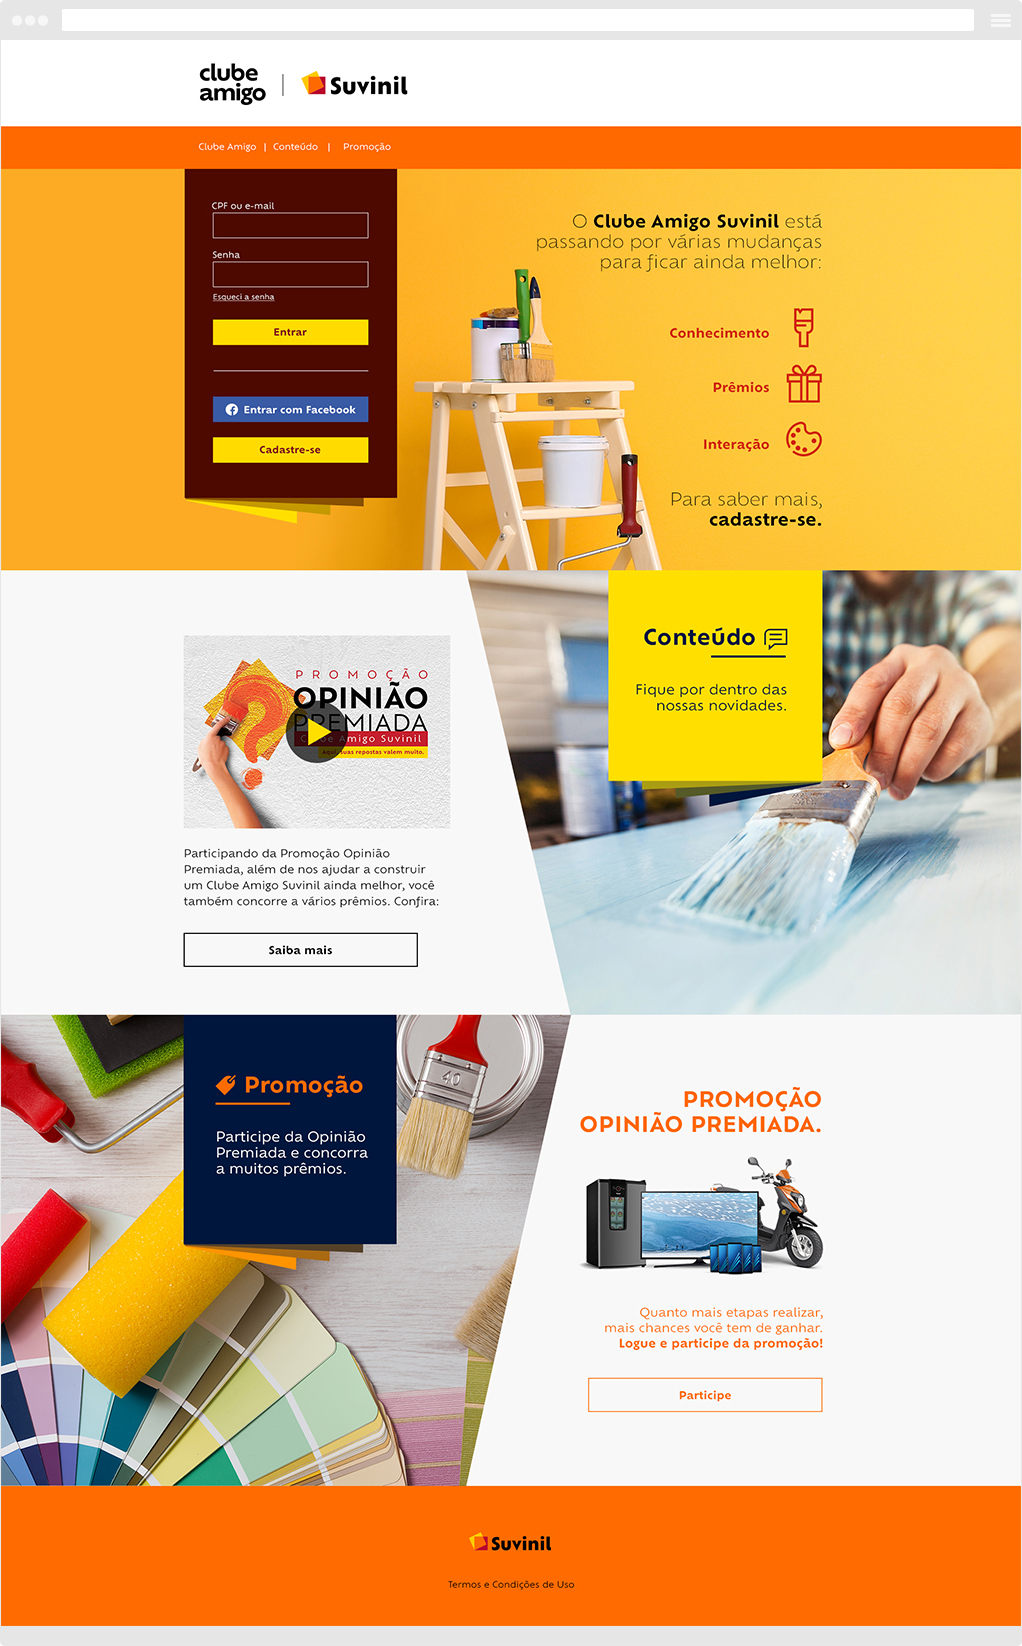 clube
amigo
Suvinil
Clube Amigo | Conteúdo | Promoção
CPF ou e-mail
Senha
Esqueci a senha
Entrar
Entrar com Facebook
Cadastre-se
O Clube Amigo Suvinil está
passando por várias mudanças
para ficar ainda melhor:
Conhecimento
Prêmios
Interação
Para saber mais,
cadastre-se.
PROMOÇÃO
OPINIÃO
PREMIADA
Clube Amigo Suvinil
Aqui, suas repostas valem muito.
Participando da Promoção Opinião
Premiada, além de nos ajudar a construir
um Clube Amigo Suvinil ainda melhor, você
também concorre a vários prêmios. Confira:
Saiba mais
Conteúdo
Fique por dentro das
nossas novidades.
Promoção
Participe da Opinião
Premiada e concorra
a muitos prêmios.
40
PROMOÇÃO
OPINIÃO PREMIADA.
Quanto mais etapas realizar,
mais chances você tem de ganhar.
Logue e participe da promoção!
Participe
Suvinil
Termos e Condições de Uso